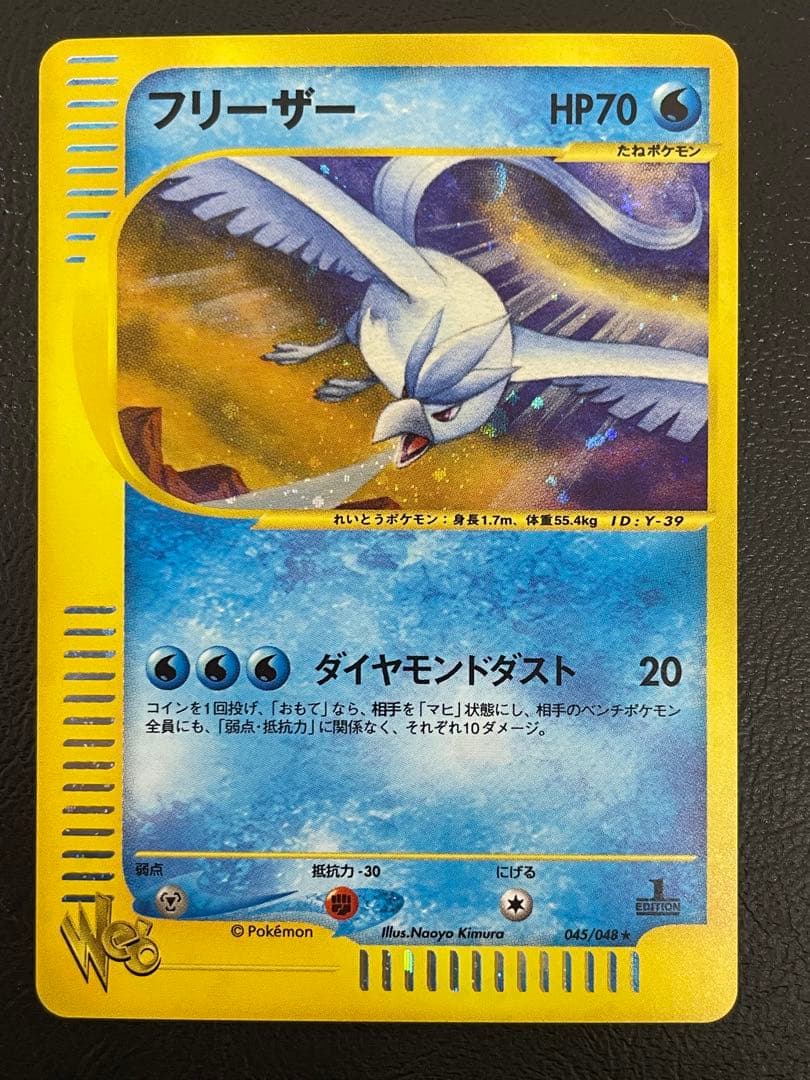 フリーザー HP70
たねポケモン
れいとうポケモン：身長1.7m、体重55.4kg ID:Y-39
ダイヤモンドダスト 20
コインを1回投げ、「おもて」なら、相手を「マヒ」状態にし、相手のベンチポケモン
全員にも、「弱点・抵抗力」に関係なく、それぞれ10ダメージ。
弱点 抵抗力 -30 にげる
1
EDITION
Web
© Pokémon Illus.Naoyo Kimura 045/048★